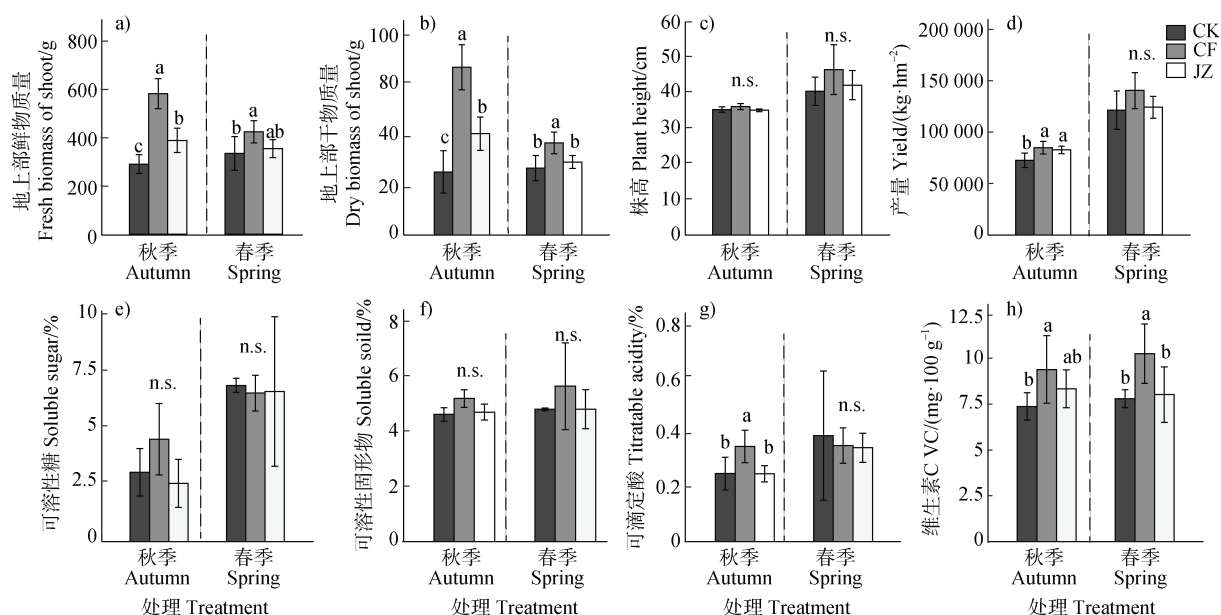 a)
地上部鲜物质量
Fresh biomass of shoot/g
800
600
400
200
0
c
a
b
b
a
ab
秋季
Autumn
春季
Spring
b)
地上部干物质量
Dry biomass of shoot/g
100
80
40
20
0
c
a
b
b
a
b
秋季
Autumn
春季
Spring
c)
株高 Plant height/cm
60
50
40
30
20
10
0
n.s.
n.s.
秋季
Autumn
春季
Spring
d)
产量 Yield/(kg·hm⁻²)
200 000
150 000
100 000
50 000
0
b
a
a
n.s.
秋季
Autumn
春季
Spring
CK
CF
JZ
e)
可溶性糖 Soluble sugar/%
10
7.5
5
2.5
0
n.s.
n.s.
秋季
Autumn
春季
Spring
处理 Treatment
f)
可溶性固形物 Soluble soild/%
8
6
4
2
0
n.s.
n.s.
秋季
Autumn
春季
Spring
处理 Treatment
g)
可滴定酸 Titratable acidity/%
0.8
0.6
0.4
0.2
0
b
a
b
n.s.
秋季
Autumn
春季
Spring
处理 Treatment
h)
维生素C VC/(mg·100 g⁻¹)
12.5
10
7.5
5
2.5
0
b
a
ab
b
a
b
秋季
Autumn
春季
Spring
处理 Treatment